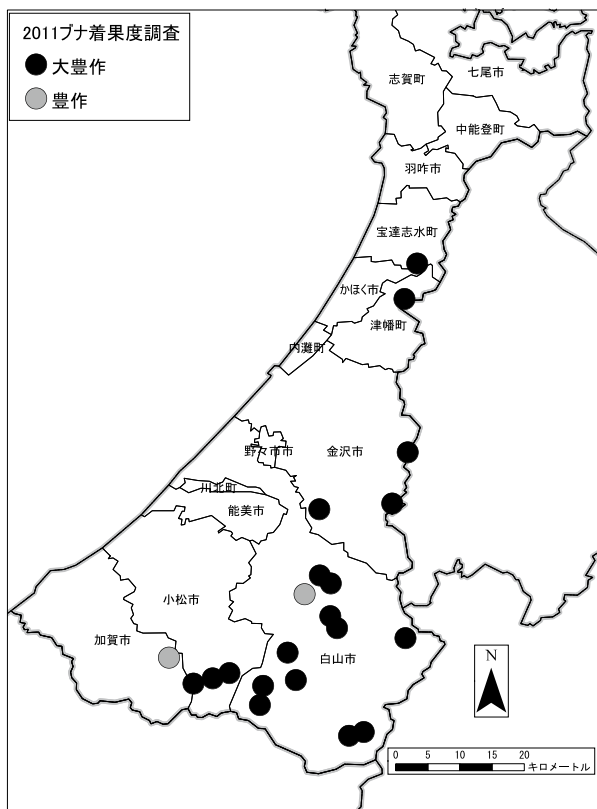 2011ブナ着果度調査
大豊作
豊作
七尾市
志賀町
中能登町
羽咋市
宝達志水町
かほく市
津幡町
内灘町
野々市市
金沢市
川北町
能美市
小松市
加賀市
白山市
N
0 5 10 15 20
キロメートル